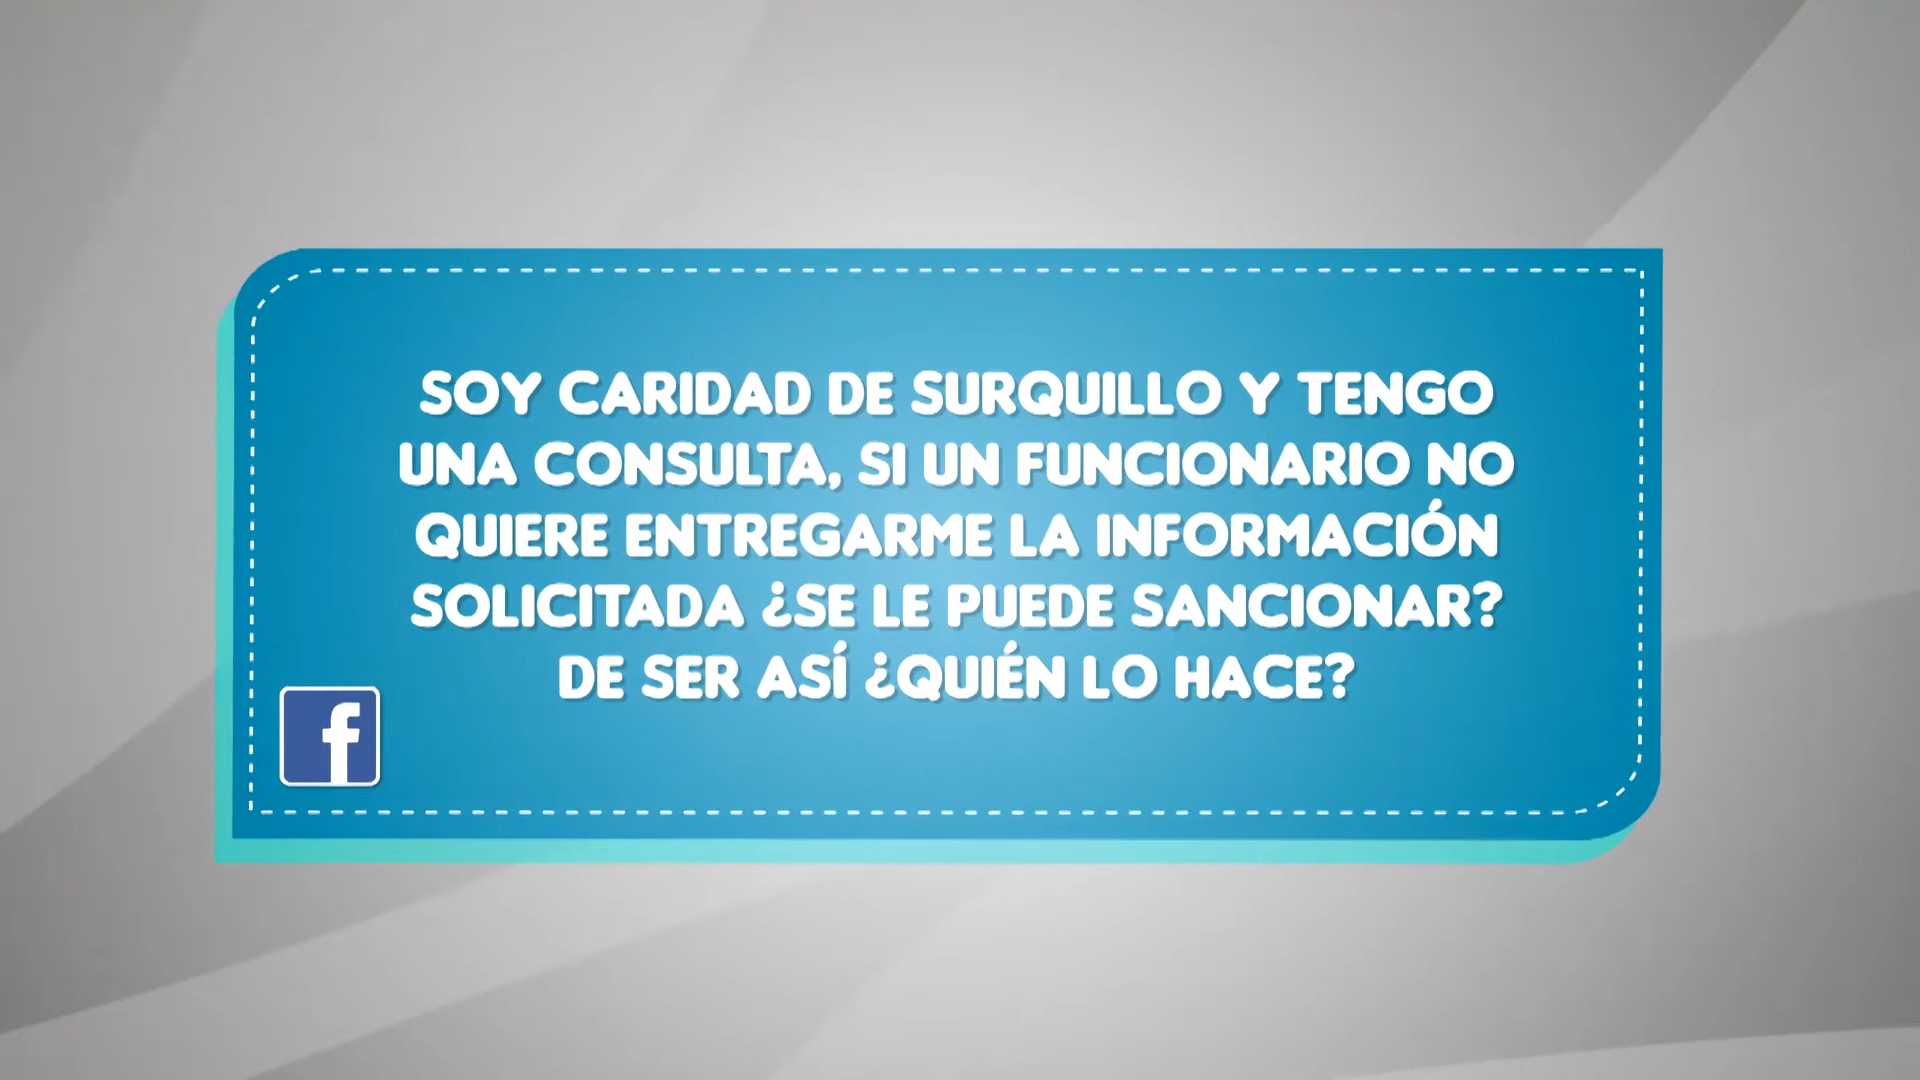 SOY CARIDAD DE SURQUILLO Y TENGO
UNA CONSULTA, SI UN FUNCIONARIO NO
QUIERE ENTREGARME LA INFORMACIÓN
SOLICITADA ¿SE LE PUEDE SANCIONAR?
DE SER ASÍ ¿QUIÉN LO HACE?
f